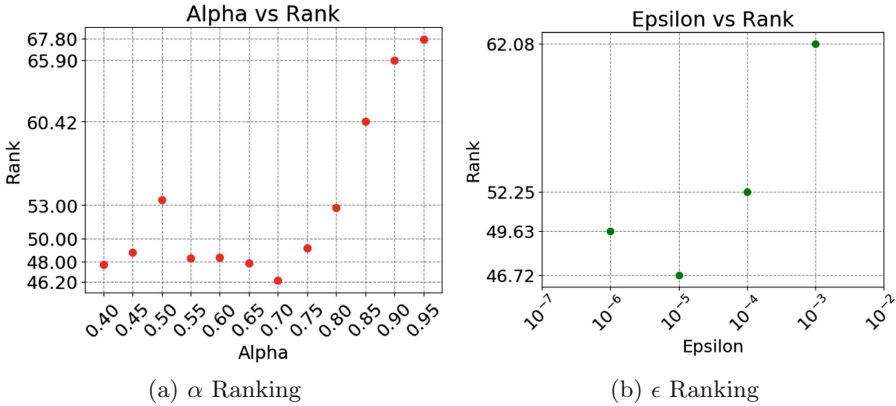 Alpha vs Rank
67.80
65.90
60.42
53.00
50.00
48.00
46.20
Rank
0.40 0.45 0.50 0.55 0.60 0.65 0.70 0.75 0.80 0.85 0.90 0.95
Alpha
(a) α Ranking
Epsilon vs Rank
62.08
52.25
49.63
46.72
Rank
10⁻⁷ 10⁻⁶ 10⁻⁵ 10⁻⁴ 10⁻³ 10⁻²
Epsilon
(b) ϵ Ranking